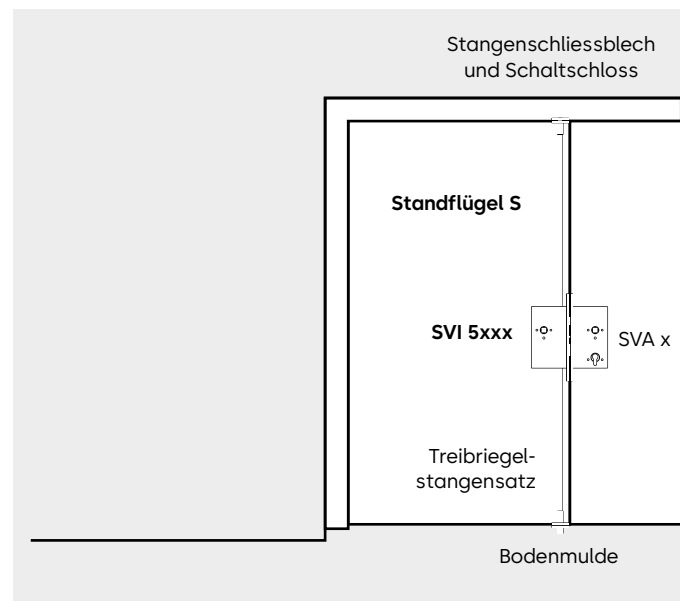 Stangenschliessblech
und Schaltschloss
Standflügel S
SVI 5xxx
SVA x
Treibriegel-
stangensatz
Bodenmulde